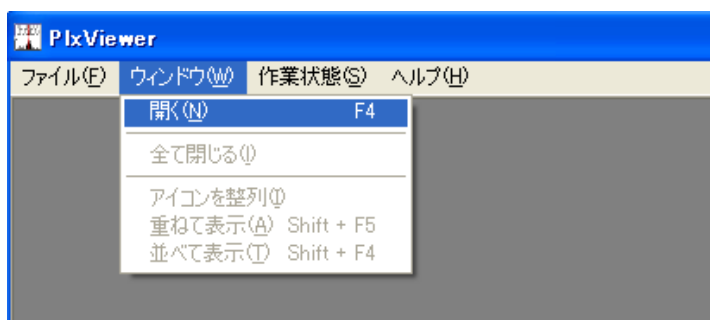 PlxViewer
ファイル(F) ウィンドウ(W) 作業状態(S) ヘルプ(H)
開く(N) F4
全て閉じる(I)
アイコンを整列(I)
重ねて表示(A) Shift + F5
並べて表示(T) Shift + F4